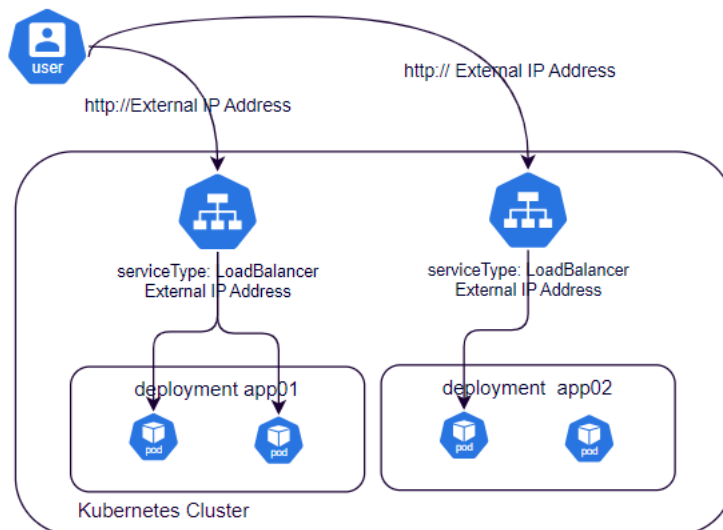 user
http://External IP Address
http:// External IP Address
serviceType: LoadBalancer
External IP Address
serviceType: LoadBalancer
External IP Address
deployment app01
pod
pod
deployment app02
pod
pod
Kubernetes Cluster